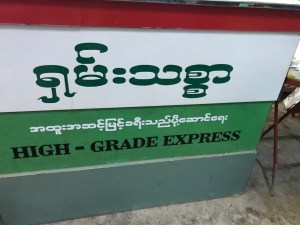 ရှမ်းသစ္စာ
အထူးအဆင့်မြင့်ခရီးသည်ပို့ဆောင်ရေး
HIGH - GRADE EXPRESS